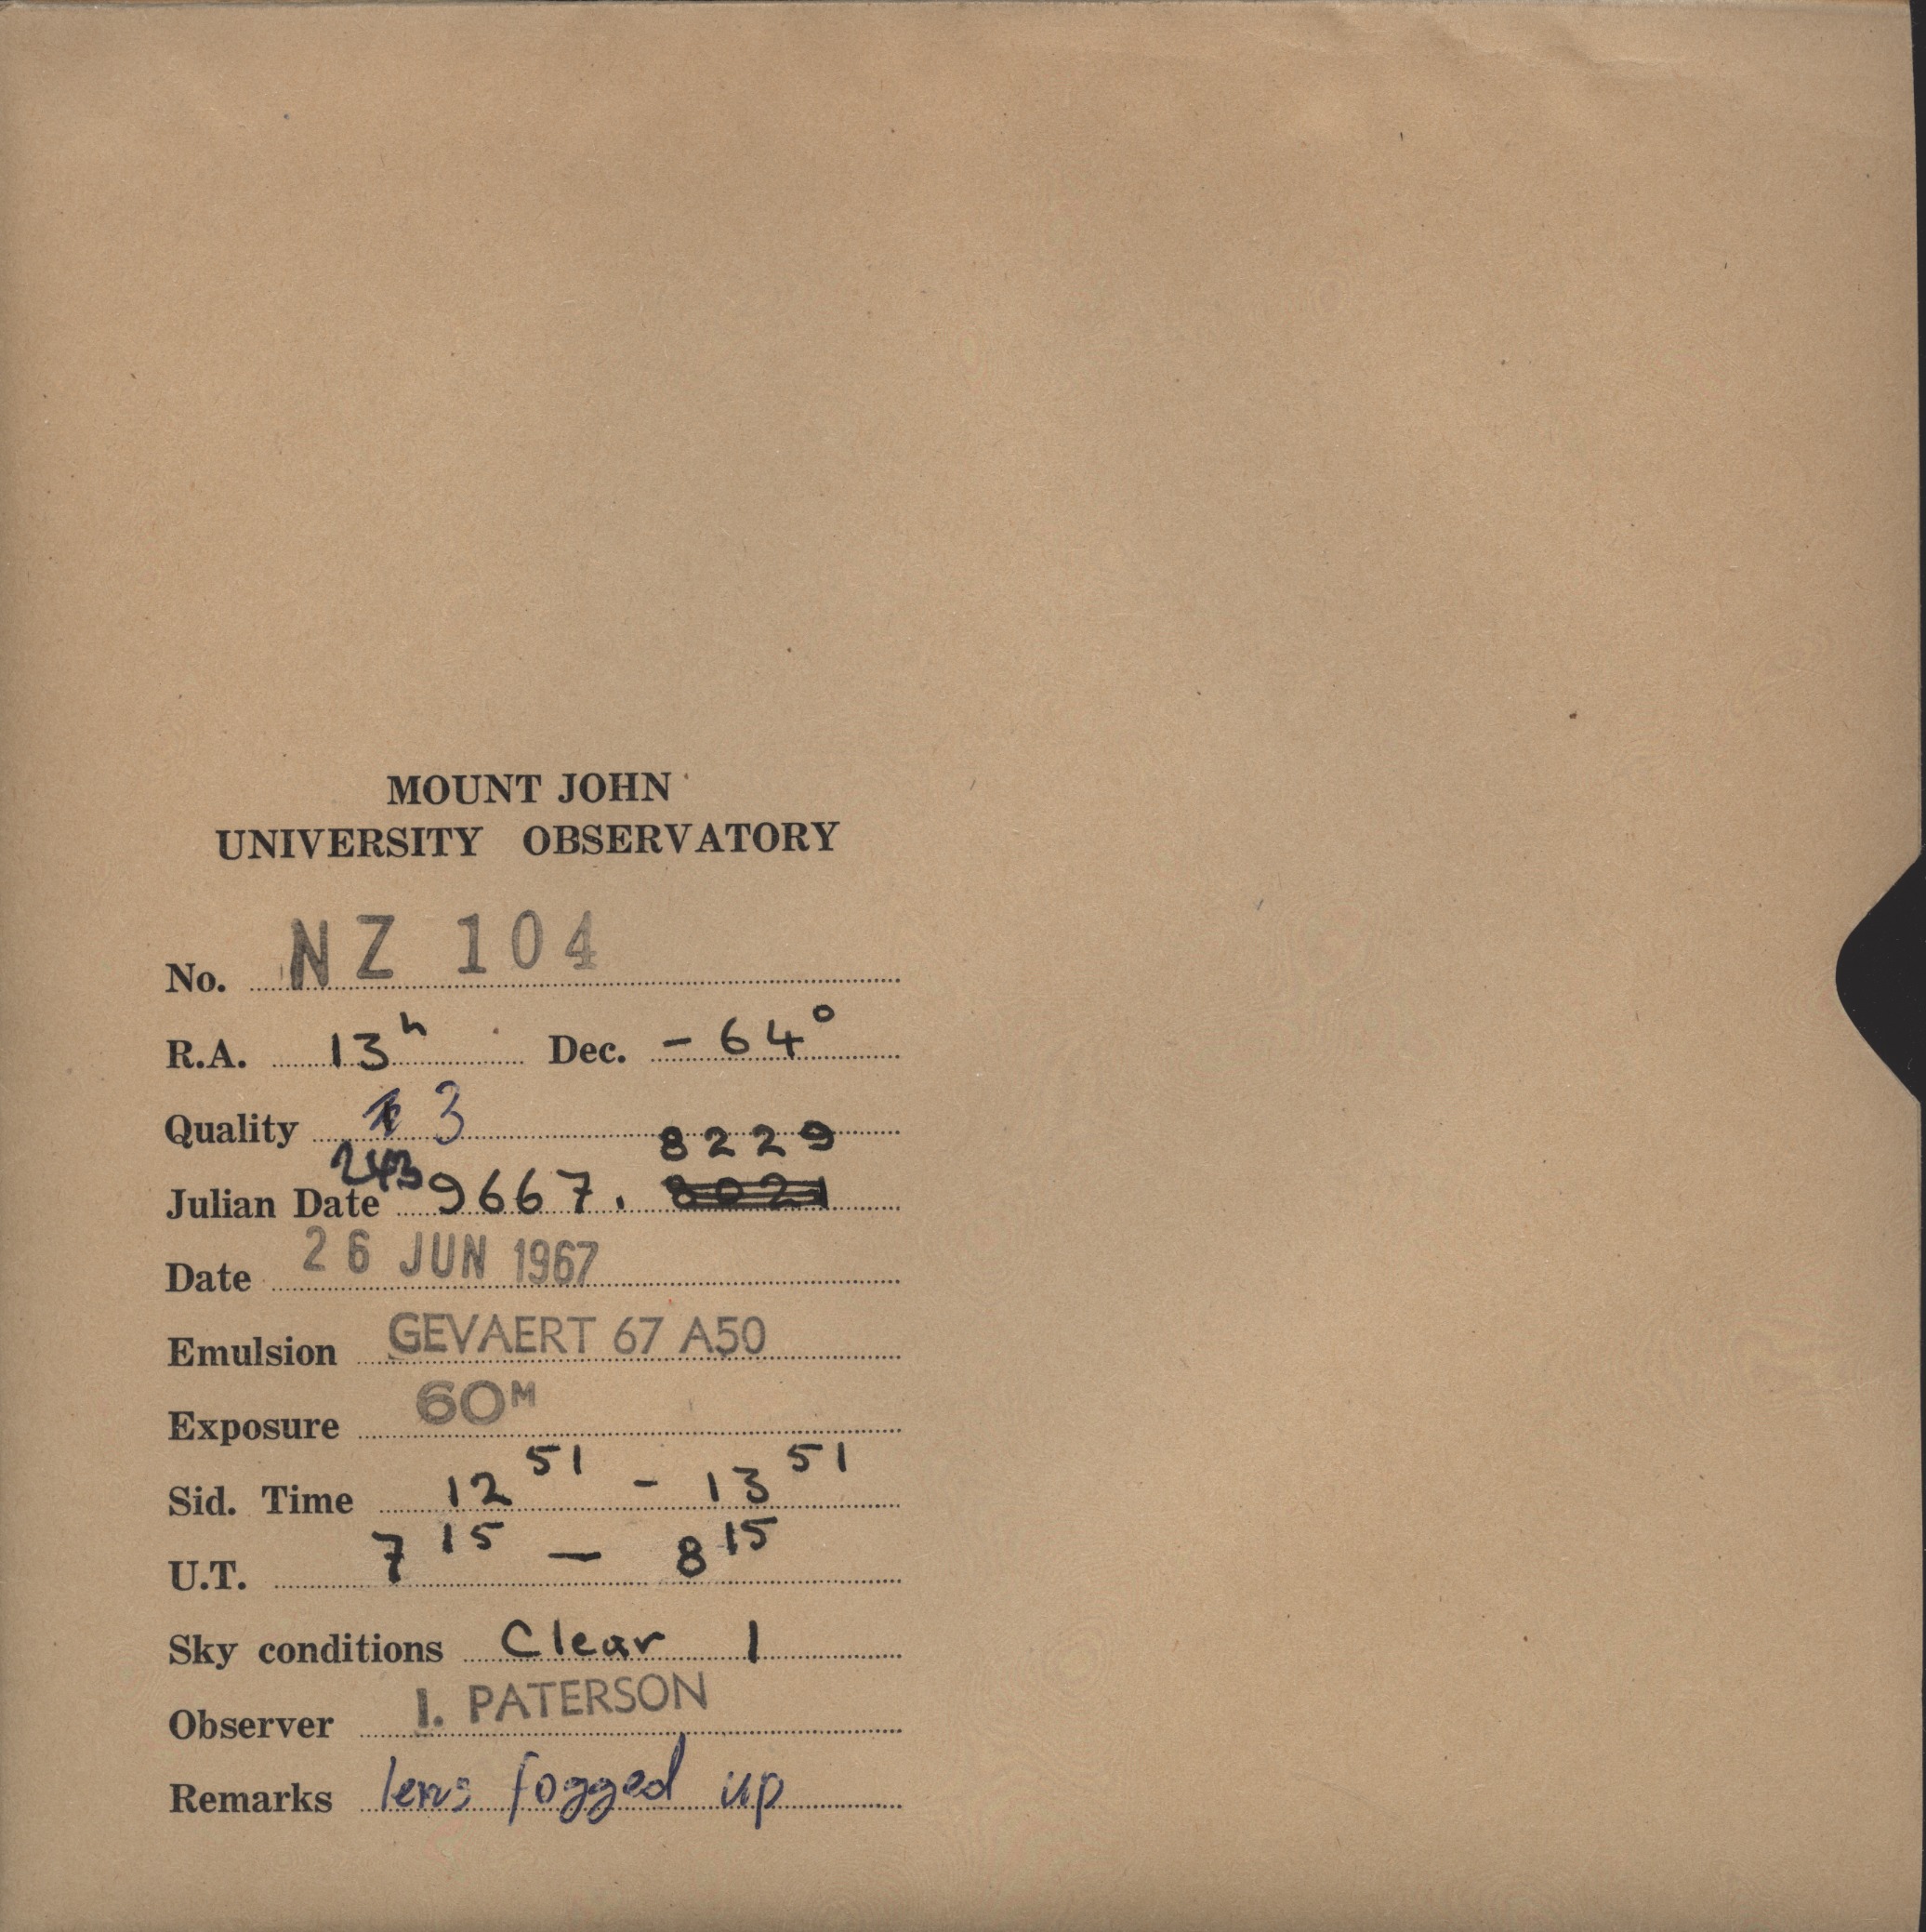 MOUNT JOHN
UNIVERSITY OBSERVATORY
No. NZ 104
R.A. 13h Dec. - 64°
Quality 3
8229
Julian Date 2439667. 8021
Date 26 JUN 1967
Emulsion GEVAERT 67 A50
Exposure 60M
Sid. Time 12 51 - 13 51
U.T. 7 15 — 8 15
Sky conditions Clear 1
Observer I. PATERSON
Remarks lens fogged up